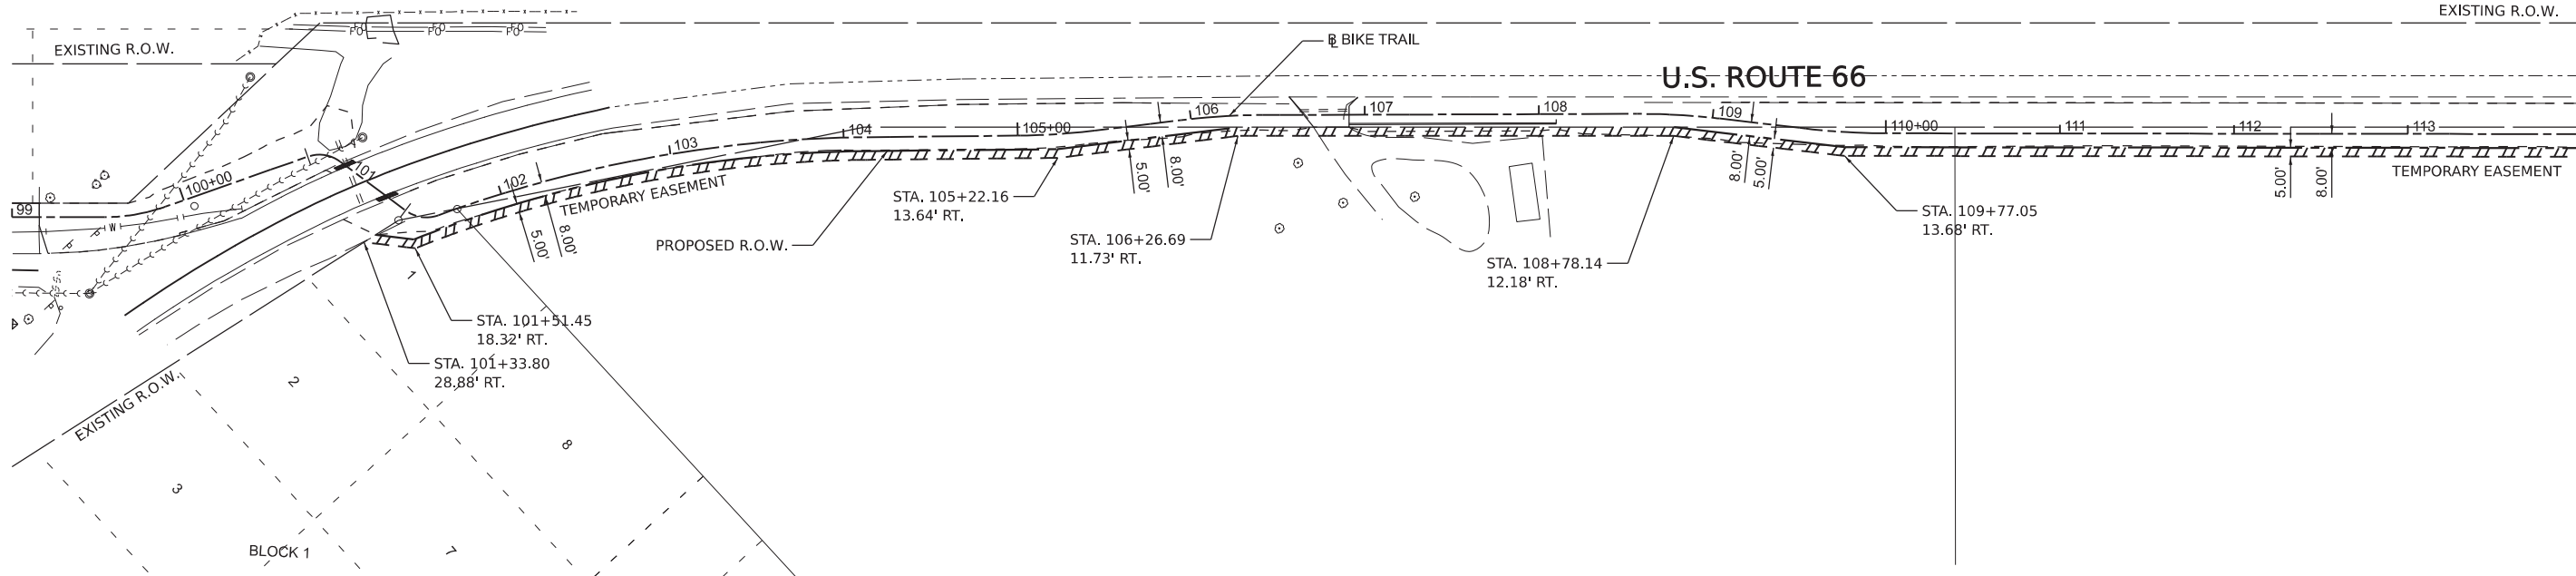 EXISTING R.O.W.
EXISTING R.O.W.
FO FO FO
℄ BIKE TRAIL
U.S. ROUTE 66
99
100+00
101
102
103
104
105+00
106
107
108
109
110+00
111
112
113
W
TEMPORARY EASEMENT
TEMPORARY EASEMENT
5.00'
8.00'
5.00'
8.00'
8.00'
5.00'
5.00'
8.00'
PROPOSED R.O.W.
STA. 105+22.16
13.64' RT.
STA. 106+26.69
11.73' RT.
STA. 108+78.14
12.18' RT.
STA. 109+77.05
13.68' RT.
STA. 101+51.45
18.32' RT.
STA. 101+33.80
28.88' RT.
EXISTING R.O.W.
1
2
3
8
7
BLOCK 1